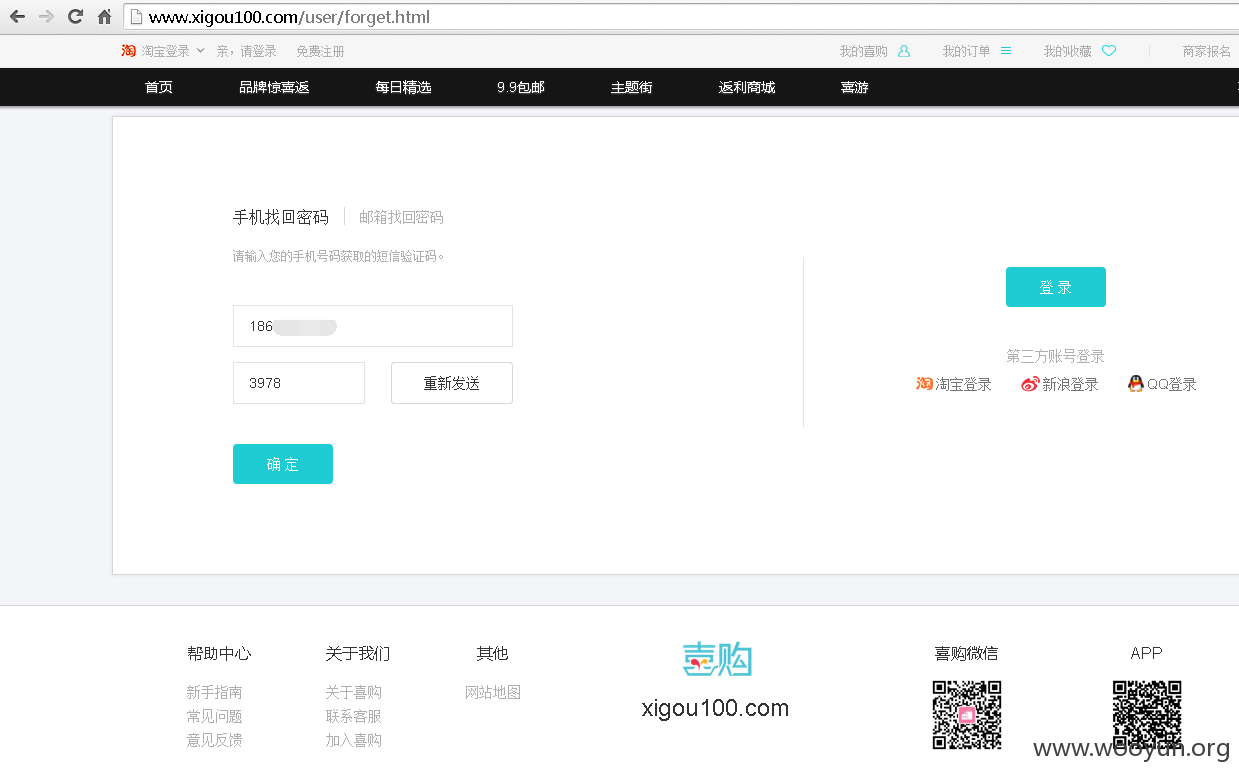 www.xigou100.com/user/forget.html
淘 淘宝登录 亲，请登录 免费注册 我的喜购 我的订单 我的收藏 商家报名
首页 品牌惊喜返 每日精选 9.9包邮 主题街 返利商城 喜游
手机找回密码 邮箱找回密码
请输入您的手机号码获取的短信验证码。
186
3978 重新发送
确 定
登 录
第三方账号登录
淘 淘宝登录 新浪登录 QQ登录
帮助中心 关于我们 其他 喜购 喜购微信 APP
新手指南 关于喜购 网站地图
常见问题 联系客服 xigou100.com
意见反馈 加入喜购
www.wooyun.org